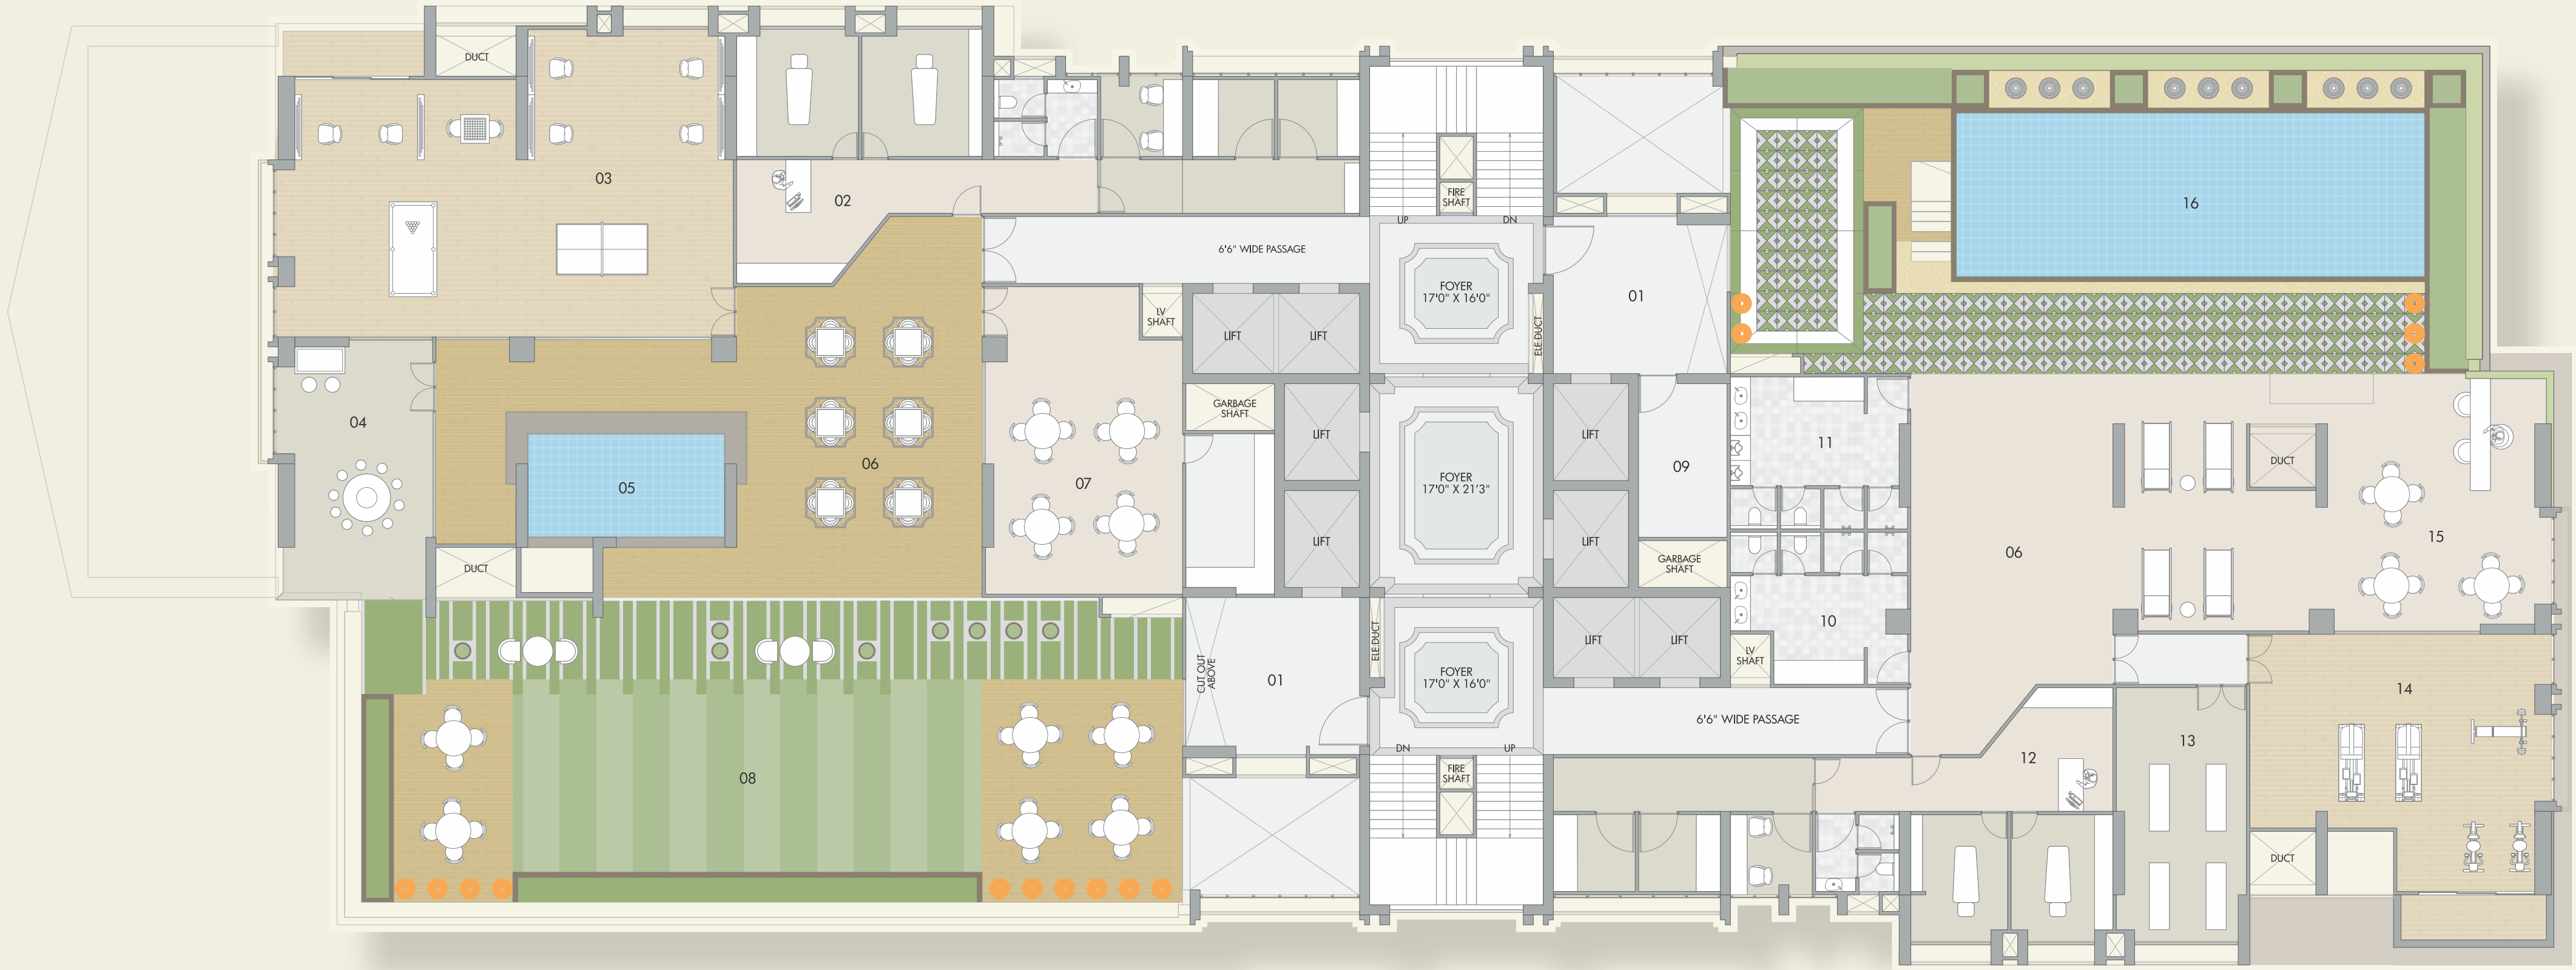 DUCT
03
02
FIRE
SHAFT
UP
DN
16
6'6" WIDE PASSAGE
FOYER
17'0" X 16'0"
01
LV
SHAFT
LIFT
LIFT
ELE.DUCT
04
GARBAGE
SHAFT
LIFT
LIFT
11
05
06
07
FOYER
17'0" X 21'3"
09
DUCT
15
DUCT
LIFT
LIFT
GARBAGE
SHAFT
06
10
CUT OUT
ABOVE
01
ELE.DUCT
FOYER
17'0" X 16'0"
LIFT
LIFT
LV
SHAFT
14
6'6" WIDE PASSAGE
DN
UP
13
12
08
FIRE
SHAFT
DUCT